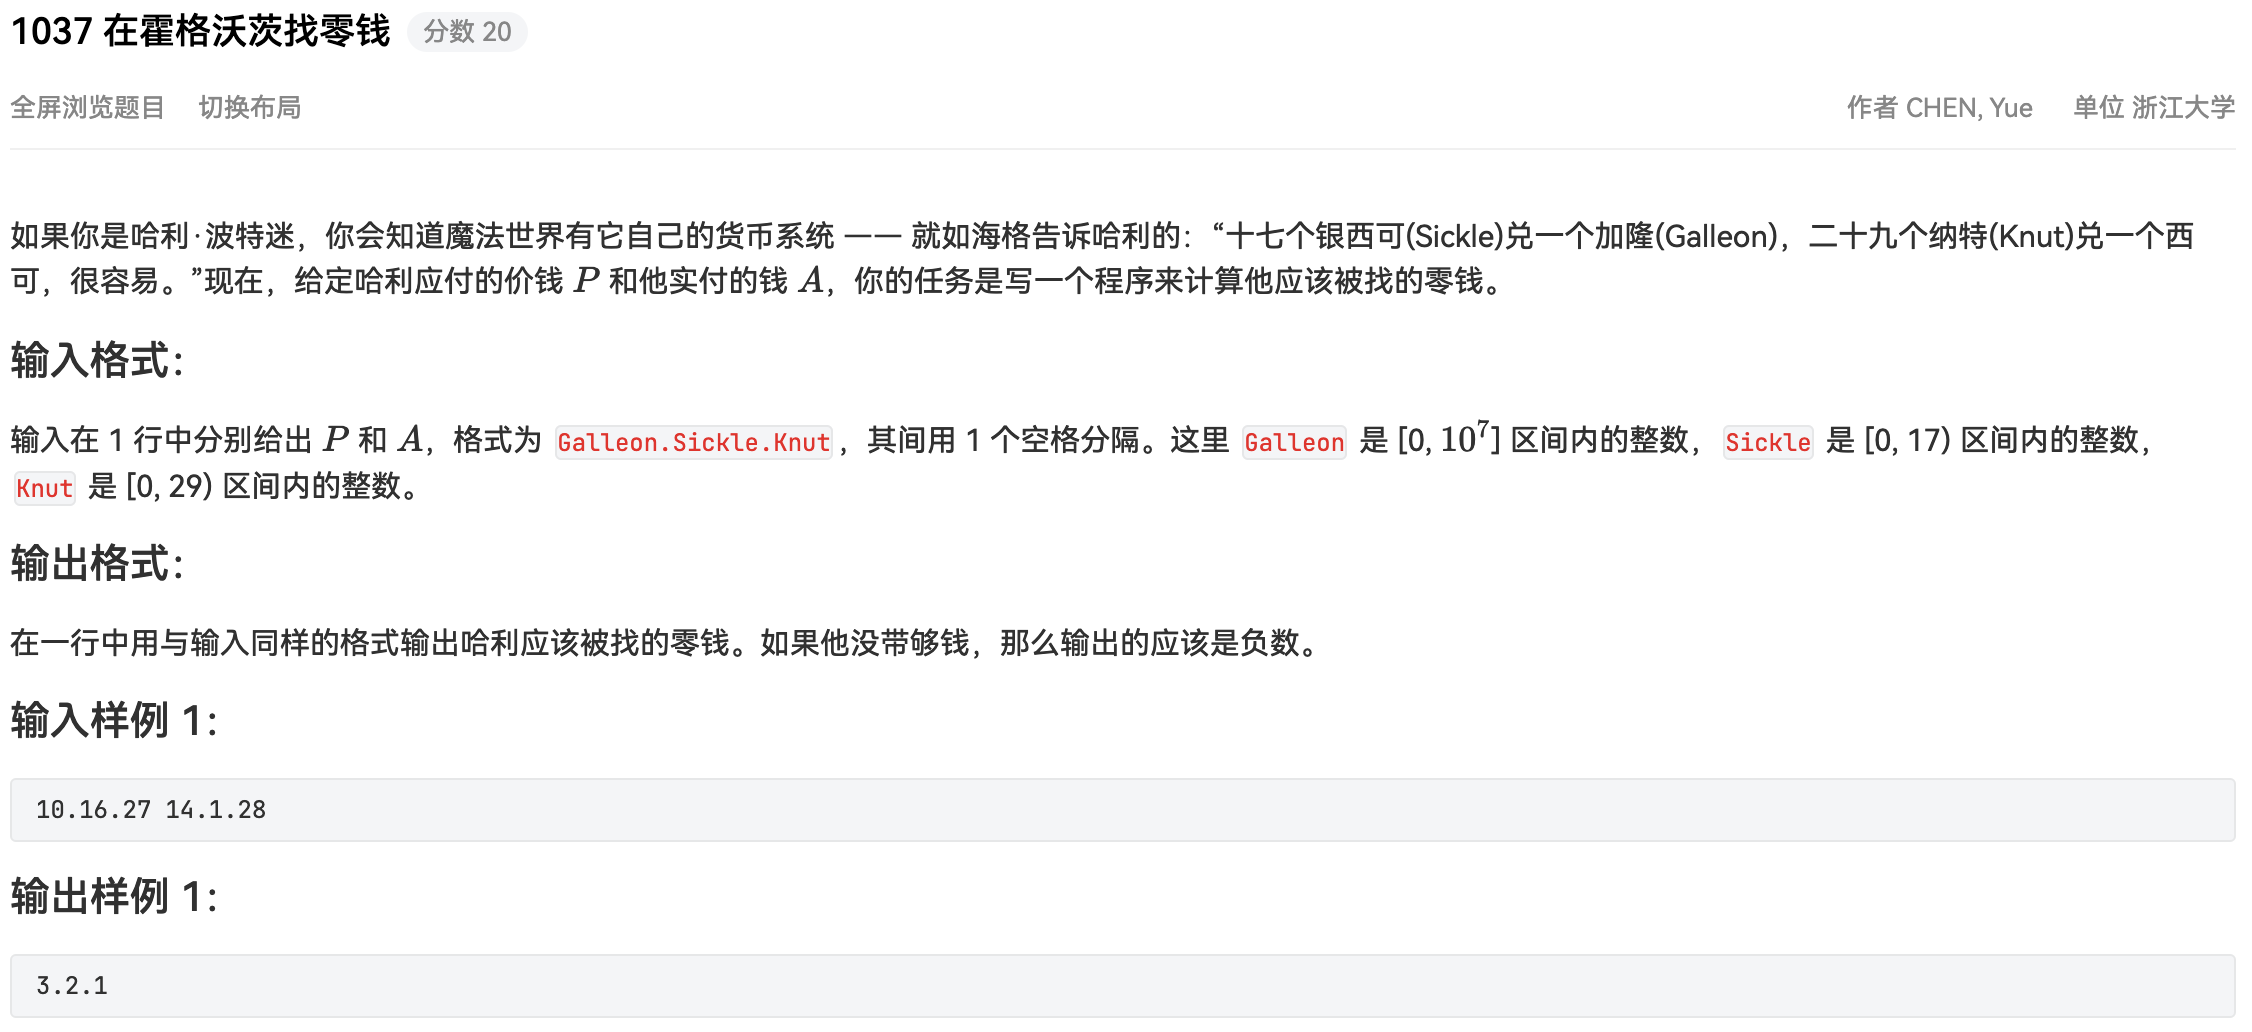 1037 在霍格沃茨找零钱 分数 20
全屏浏览题目 切换布局 作者 CHEN, Yue 单位 浙江大学
如果你是哈利·波特迷，你会知道魔法世界有它自己的货币系统 —— 就如海格告诉哈利的：“十七个银西可(Sickle)兑一个加隆(Galleon)，二十九个纳特(Knut)兑一个西
可，很容易。”现在，给定哈利应付的价钱 P 和他实付的钱 A，你的任务是写一个程序来计算他应该被找的零钱。
输入格式：
输入在 1 行中分别给出 P 和 A，格式为 Galleon.Sickle.Knut，其间用 1 个空格分隔。这里 Galleon 是 [0, 10⁷] 区间内的整数，Sickle 是 [0, 17) 区间内的整数，
Knut 是 [0, 29) 区间内的整数。
输出格式：
在一行中用与输入同样的格式输出哈利应该被找的零钱。如果他没带够钱，那么输出的应该是负数。
输入样例 1：
10.16.27 14.1.28
输出样例 1：
3.2.1